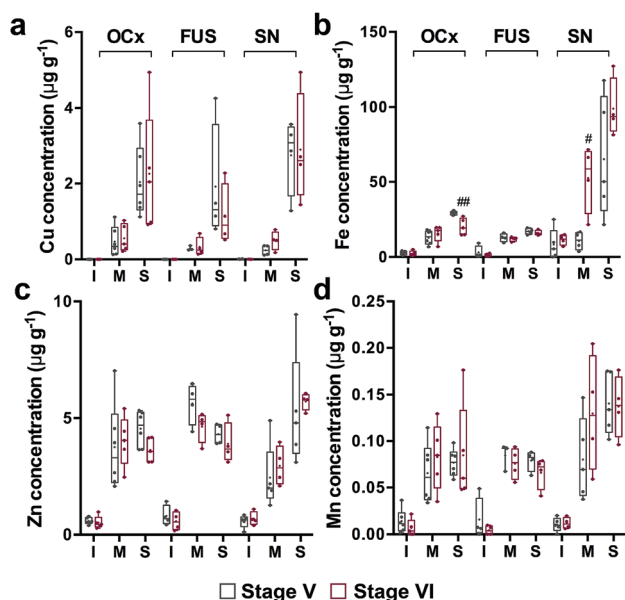 a
OCx FUS SN
Cu concentration (µg g-1)
6
4
2
0
I M S I M S I M S
b
OCx FUS SN
Fe concentration (µg g-1)
150
100
50
0
##
#
I M S I M S I M S
c
Zn concentration (µg g-1)
10
5
0
I M S I M S I M S
d
Mn concentration (µg g-1)
0.25
0.20
0.15
0.10
0.05
0.00
I M S I M S I M S
Stage V Stage VI